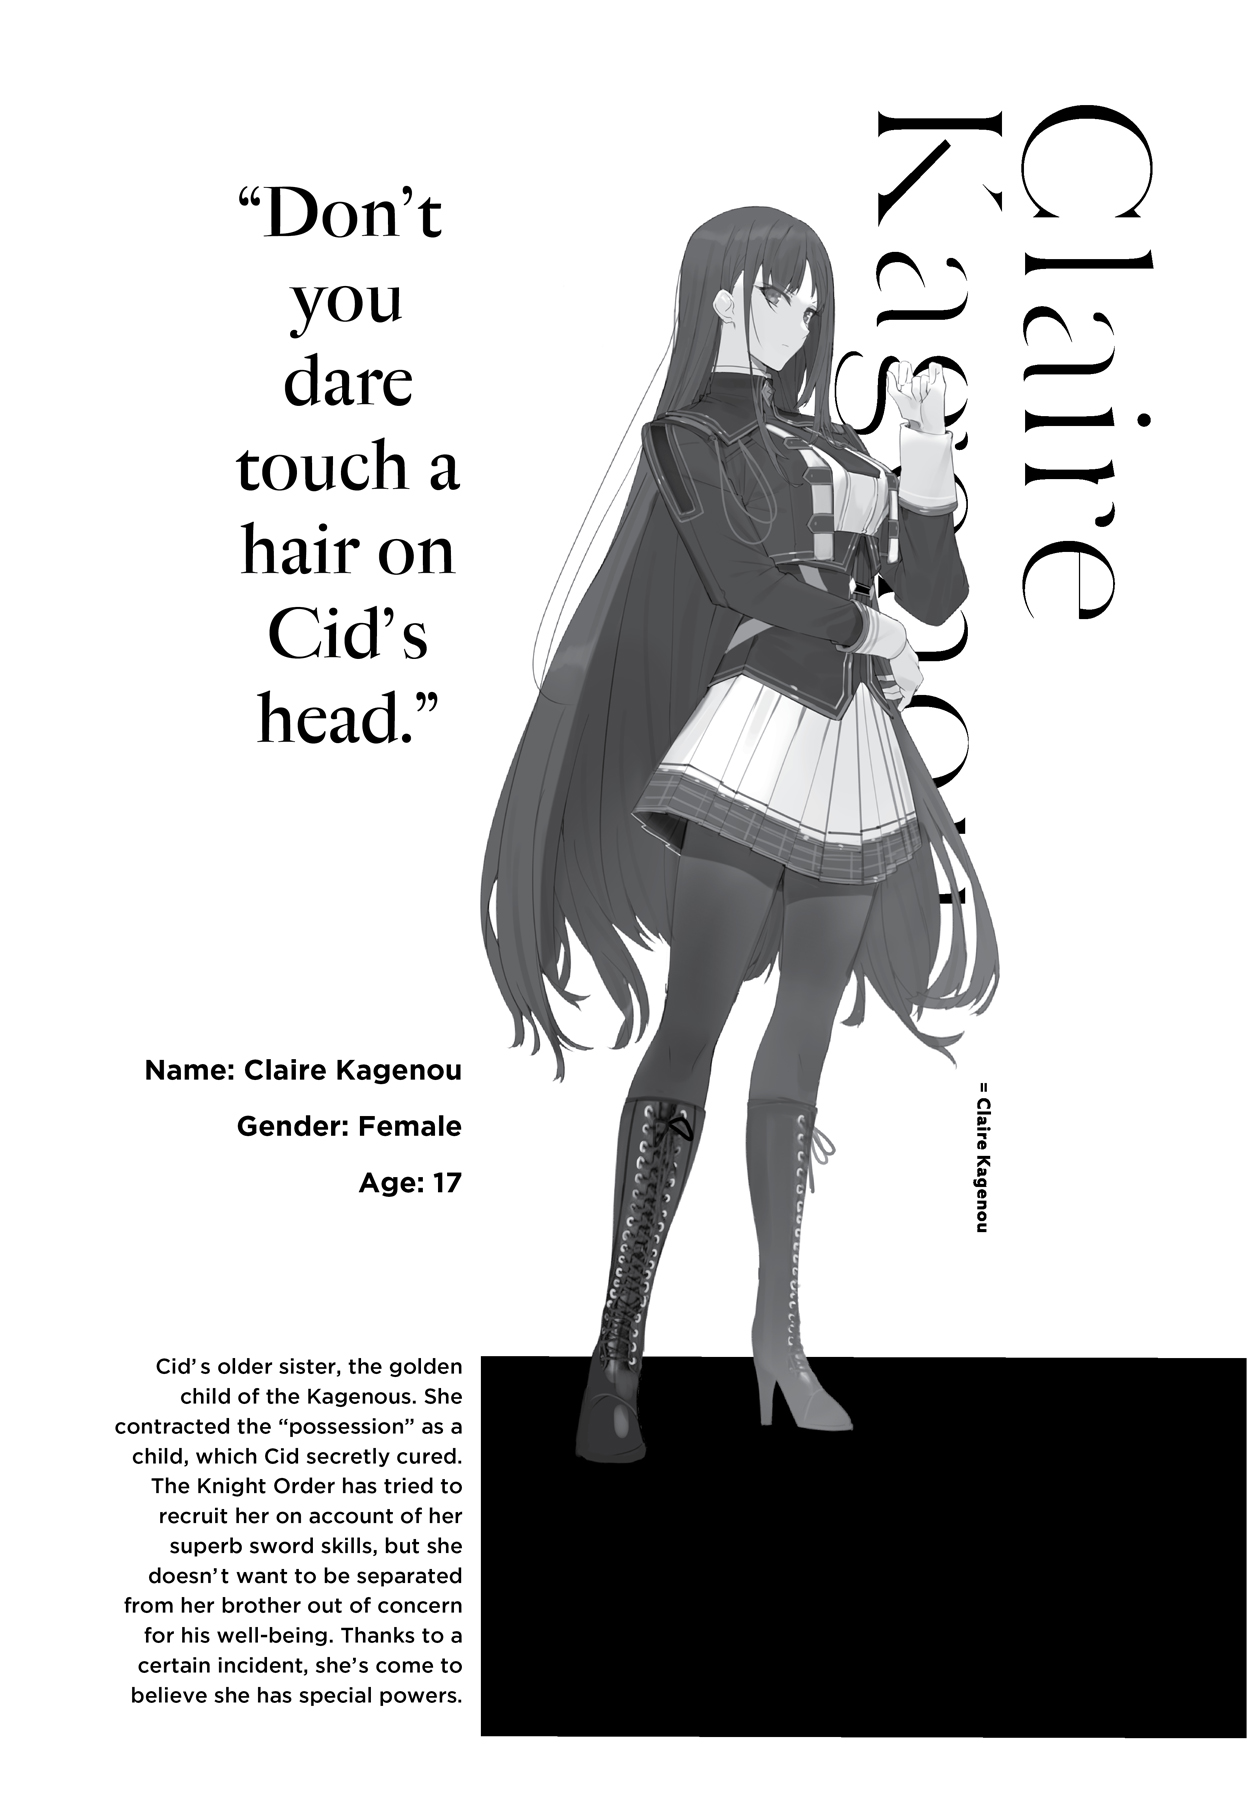 Claire
Kagenou
“Don’t
you
dare
touch a
hair on
Cid’s
head.”
Name: Claire Kagenou
Gender: Female
Age: 17
= Claire Kagenou
Cid’s older sister, the golden
child of the Kagenous. She
contracted the “possession” as a
child, which Cid secretly cured.
The Knight Order has tried to
recruit her on account of her
superb sword skills, but she
doesn’t want to be separated
from her brother out of concern
for his well-being. Thanks to a
certain incident, she’s come to
believe she has special powers.